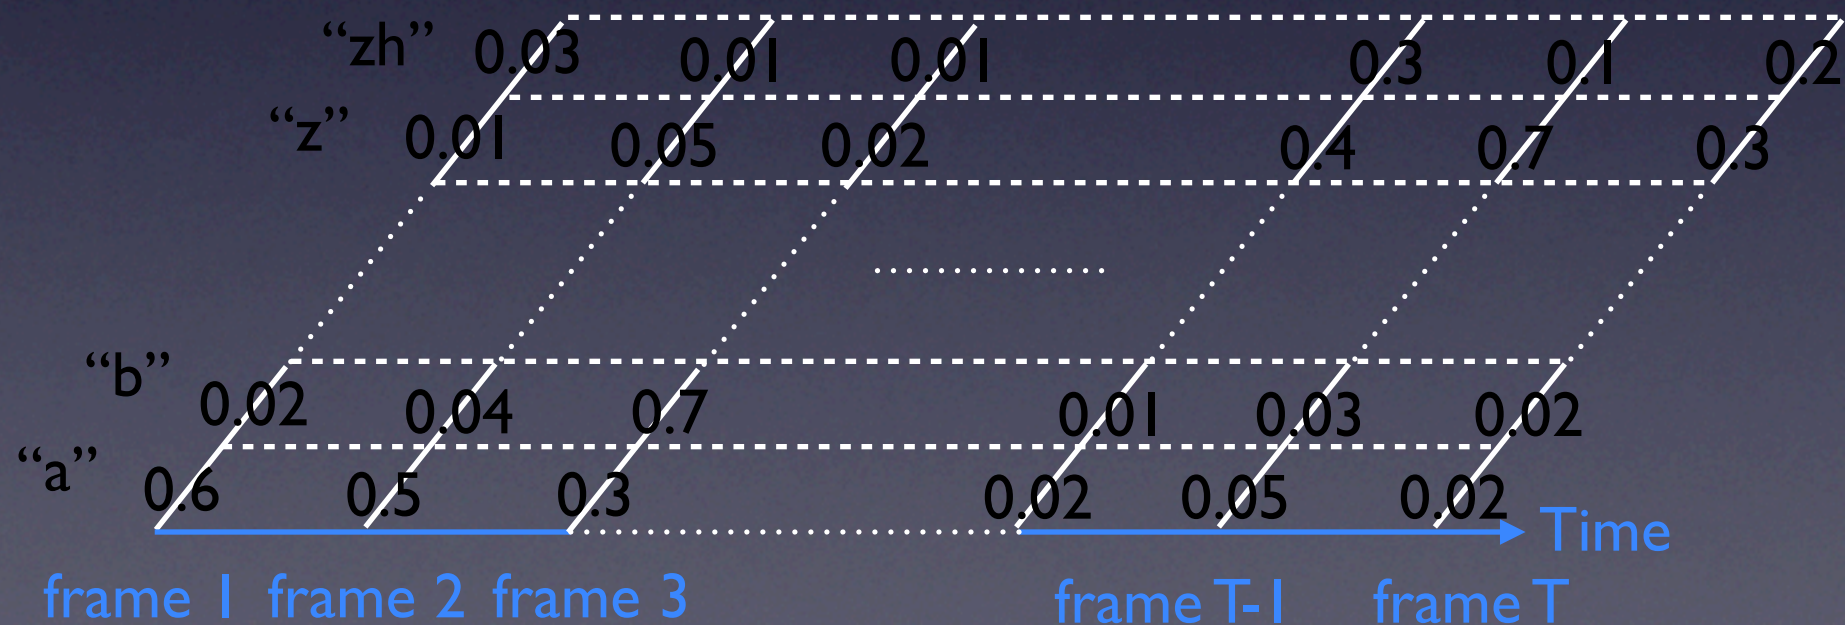 “zh” 0.03 0.01 0.01 0.3 0.1 0.2
“z” 0.01 0.05 0.02 0.4 0.7 0.3
“b” 0.02 0.04 0.7 0.01 0.03 0.02
“a” 0.6 0.5 0.3 0.02 0.05 0.02
Time
frame 1 frame 2 frame 3 frame T-1 frame T